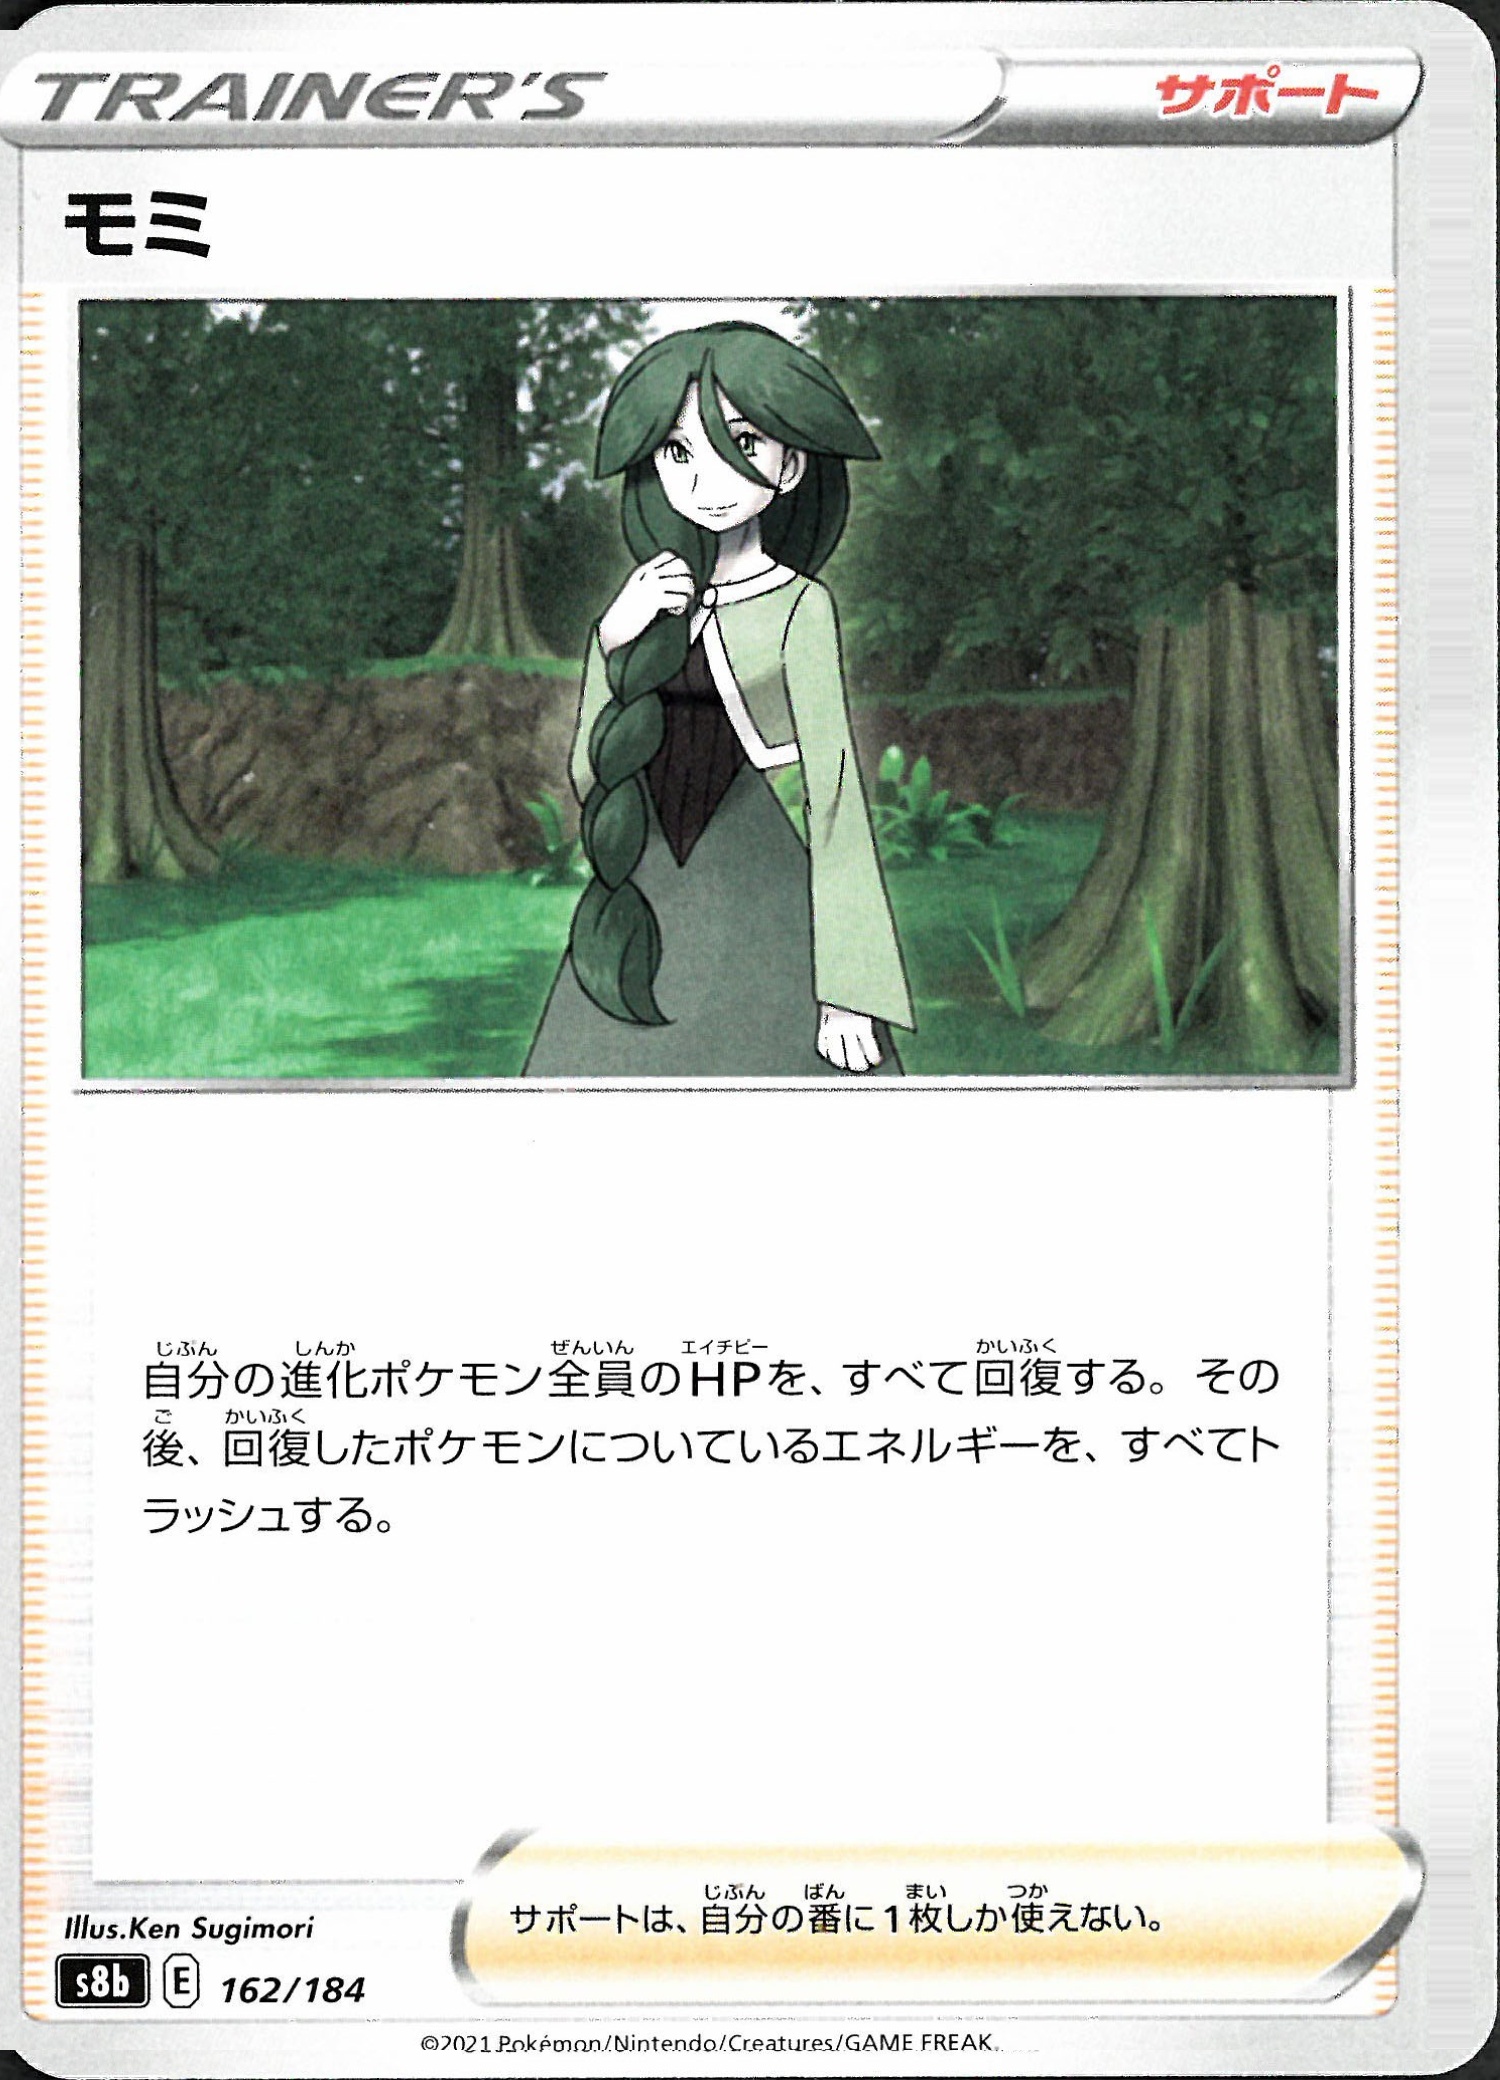 TRAINER'S
サポート
モミ
じぶん しんか ぜんいん エイチピー かいふく
自分の進化ポケモン全員のHPを、すべて回復する。その
ご かいふく
後、回復したポケモンについているエネルギーを、すべてト
ラッシュする。
じぶん ばん まい つか
サポートは、自分の番に1枚しか使えない。
Illus.Ken Sugimori
s8b E 162/184
©2021 Pokémon/Nintendo/Creatures/GAME FREAK.